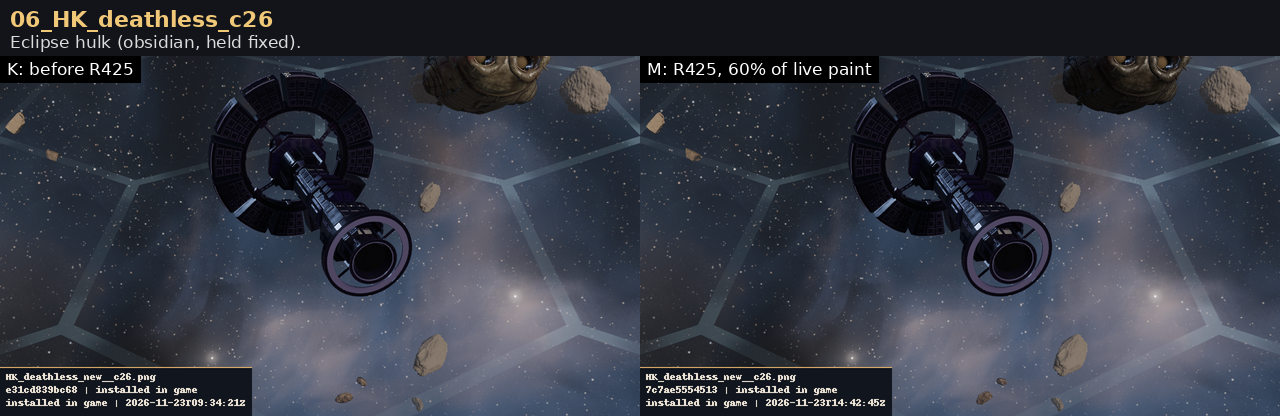 06_HK_deathless_c26
Eclipse hulk (obsidian, held fixed).
K: before R425
M: R425, 60% of live paint
HK_deathless_new__c26.png
e31cd839bc68 | installed in game
installed in game | 2026-11-23T09:34:21Z
HK_deathless_new__c26.png
7c7ae5554513 | installed in game
installed in game | 2026-11-23T14:42:45Z